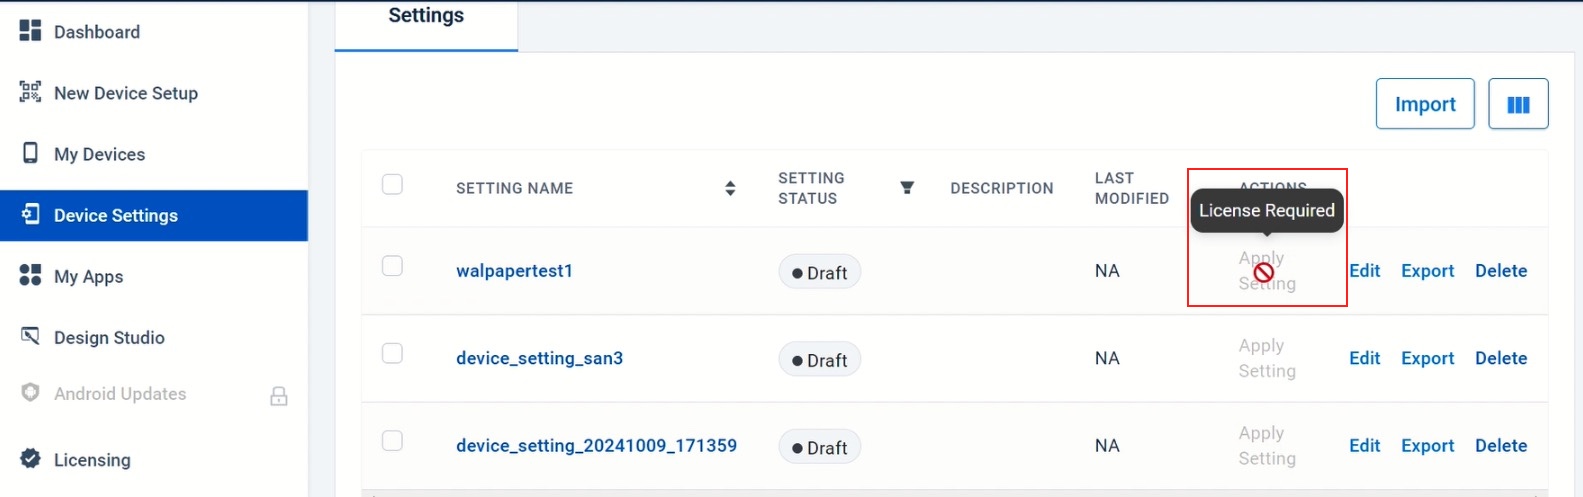 Dashboard
New Device Setup
My Devices
Device Settings
My Apps
Design Studio
Android Updates
Licensing
Settings
Import
SETTING NAME
SETTING
STATUS
DESCRIPTION
LAST
MODIFIED
ACTIONS
License Required
walpapertest1
Draft
NA
Apply
Setting
Edit Export Delete
device_setting_san3
Draft
NA
Apply
Setting
Edit Export Delete
device_setting_20241009_171359
Draft
NA
Apply
Setting
Edit Export Delete